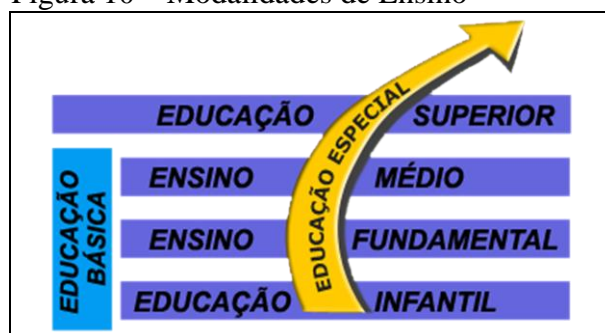 Figura 10 – Modalidades de Ensino
EDUCAÇÃO SUPERIOR
ENSINO MÉDIO
ENSINO FUNDAMENTAL
EDUCAÇÃO INFANTIL
EDUCAÇÃO
BÁSICA
EDUCAÇÃO ESPECIAL